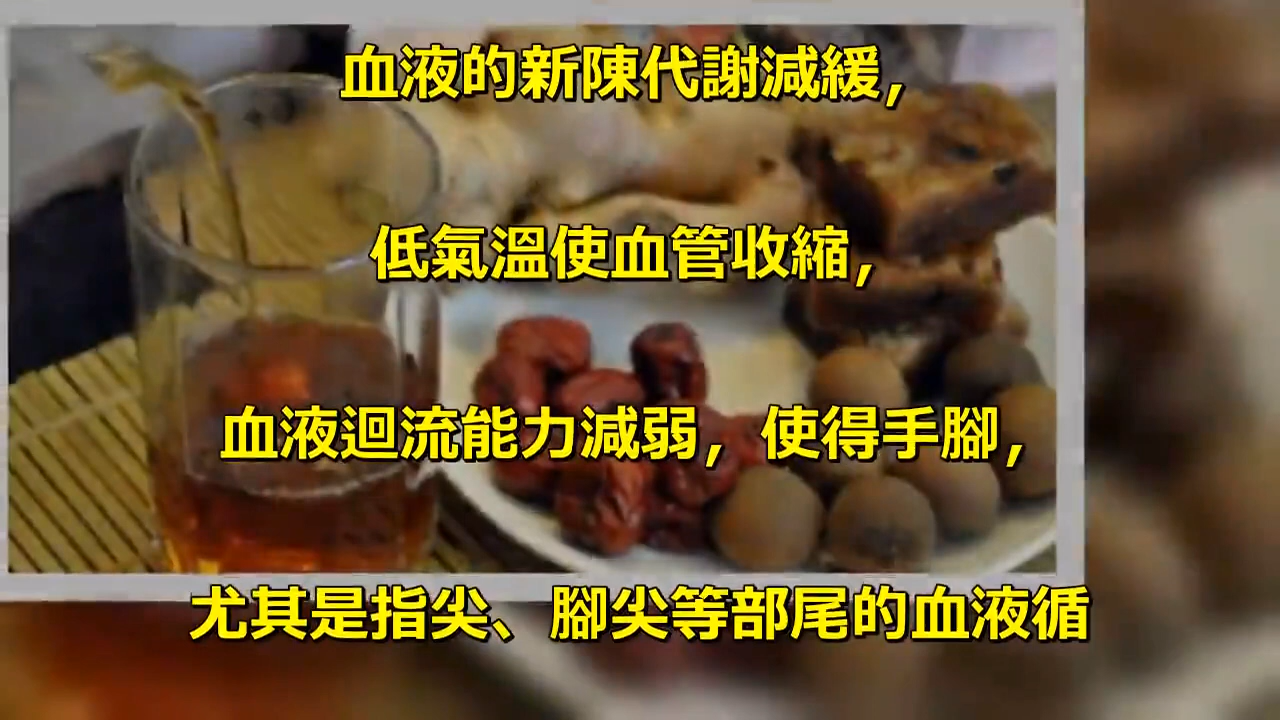 血液的新陳代謝減緩，
低氣溫使血管收縮，
血液迴流能力減弱，使得手腳，
尤其是指尖、腳尖等部尾的血液循